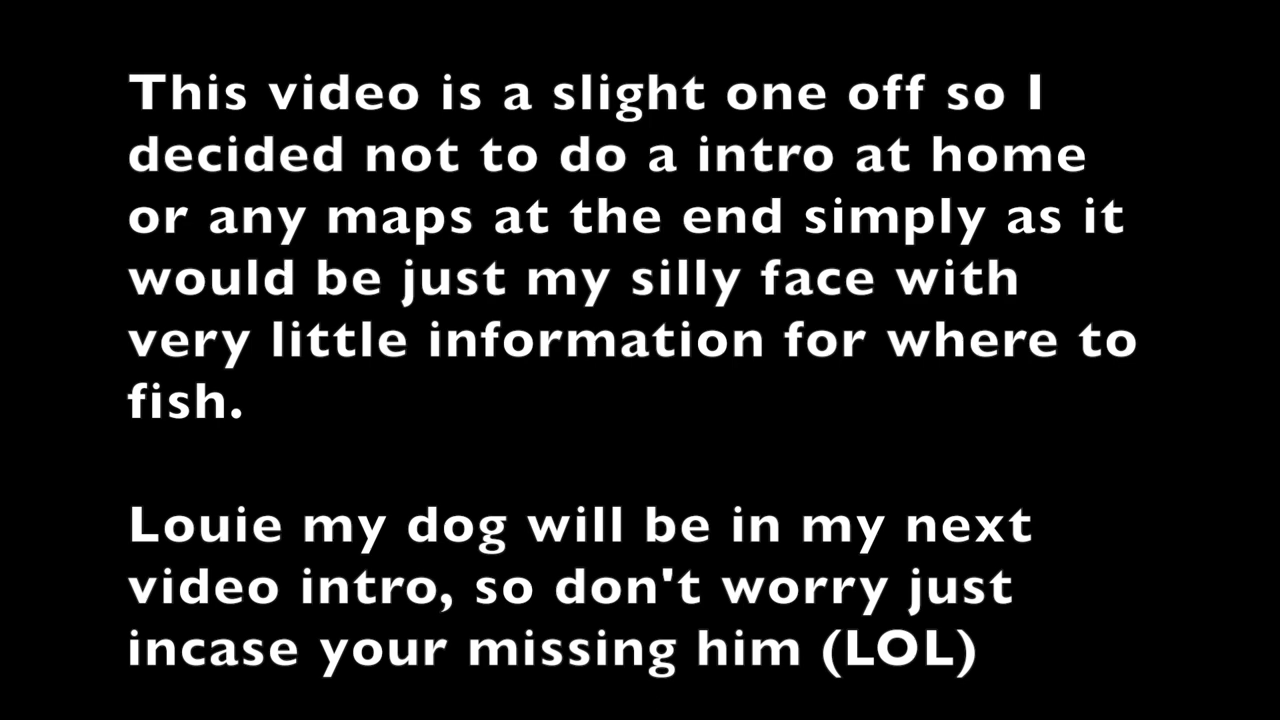 This video is a slight one off so I
decided not to do a intro at home
or any maps at the end simply as it
would be just my silly face with
very little information for where to
fish.
Louie my dog will be in my next
video intro, so don't worry just
incase your missing him (LOL)